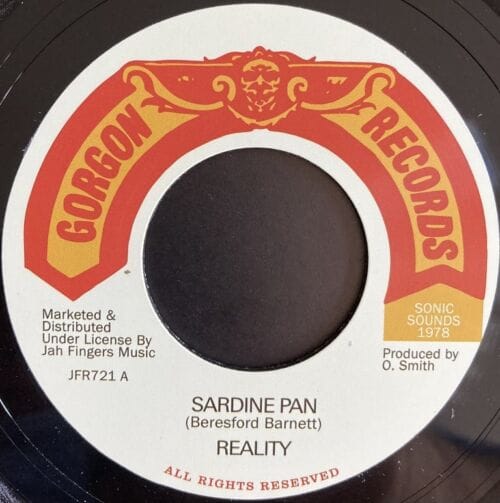 GORGON RECORDS
SONIC
SOUNDS
1978
Marketed &
Distributed
Under License By
Jah Fingers Music
JFR721 A
Produced by
O. Smith
SARDINE PAN
(Beresford Barnett)
REALITY
ALL RIGHTS RESERVED